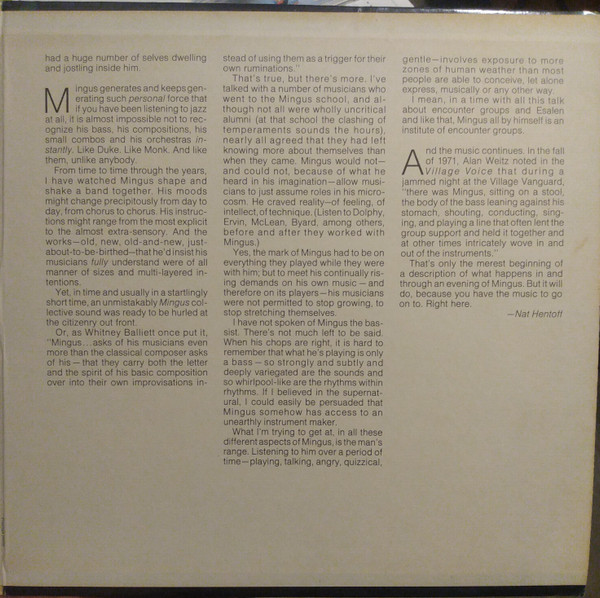 had a huge number of selves dwelling
and jostling inside him.
Mingus generates and keeps gen-
erating such personal force that
if you have been listening to jazz
at all, it is almost impossible not to rec-
ognize his bass, his compositions, his
small combos and his orchestras in-
stantly. Like Duke. Like Monk. And like
them, unlike anybody.
From time to time through the years,
I have watched Mingus shape and
shake a band together. His moods
might change precipitously from day to
day, from chorus to chorus. His instruc-
tions might range from the most explicit
to the almost extra-sensory. And the
works—old, new, old-and-new, just-
about-to-be-birthed—that he'd insist his
musicians fully understand were of all
manner of sizes and multi-layered in-
tentions.
Yet, in time and usually in a startlingly
short time, an unmistakably Mingus col-
lective sound was ready to be hurled at
the citizenry out front.
Or, as Whitney Balliett once put it,
"Mingus...asks of his musicians even
more than the classical composer asks
of his—that they carry both the letter
and the spirit of his basic composition
over into their own improvisations in-
stead of using them as a trigger for their
own ruminations."
That's true, but there's more. I've
talked with a number of musicians who
went to the Mingus school, and al-
though not all were wholly uncritical
alumni (at that school the clashing of
temperaments sounds the hours),
nearly all agreed that they had left
knowing more about themselves than
when they came. Mingus would not—
and could not, because of what he
heard in his imagination—allow musi-
cians to just assume roles in his micro-
cosm. He craved reality—of feeling, of
intellect, of technique. (Listen to Dolphy,
Ervin, McLean, Byard, among others,
before and after they worked with
Mingus.)
Yes, the mark of Mingus had to be on
everything they played while they were
with him; but to meet his continually ris-
ing demands on his own music—and
therefore on its players—his musicians
were not permitted to stop growing, to
stop stretching themselves.
I have not spoken of Mingus the bas-
sist. There's not much left to be said.
When his chops are right, it is hard to
remember that what he's playing is only
a bass—so strongly and subtly and
deeply variegated are the sounds and
so whirlpool-like are the rhythms within
rhythms. If I believed in the supernat-
ural, I could easily be persuaded that
Mingus somehow has access to an
unearthly instrument maker.
What I'm trying to get at, in all these
different aspects of Mingus, is the man's
range. Listening to him over a period of
time—playing, talking, angry, quizzical,
gentle—involves exposure to more
zones of human weather than most
people are able to conceive, let alone
express, musically or any other way.
I mean, in a time with all this talk
about encounter groups and Esalen
and like that, Mingus all by himself is an
institute of encounter groups.
And the music continues. In the fall
of 1971, Alan Weitz noted in the
Village Voice that during a
jammed night at the Village Vanguard,
"there was Mingus, sitting on a stool,
the body of the bass leaning against his
stomach, shouting, conducting, sing-
ing, and playing a line that often lent the
group support and held it together and
at other times intricately wove in and
out of the instruments."
That's only the merest beginning of
a description of what happens in and
through an evening of Mingus. But it will
do, because you have the music to go
on to. Right here.
—Nat Hentoff